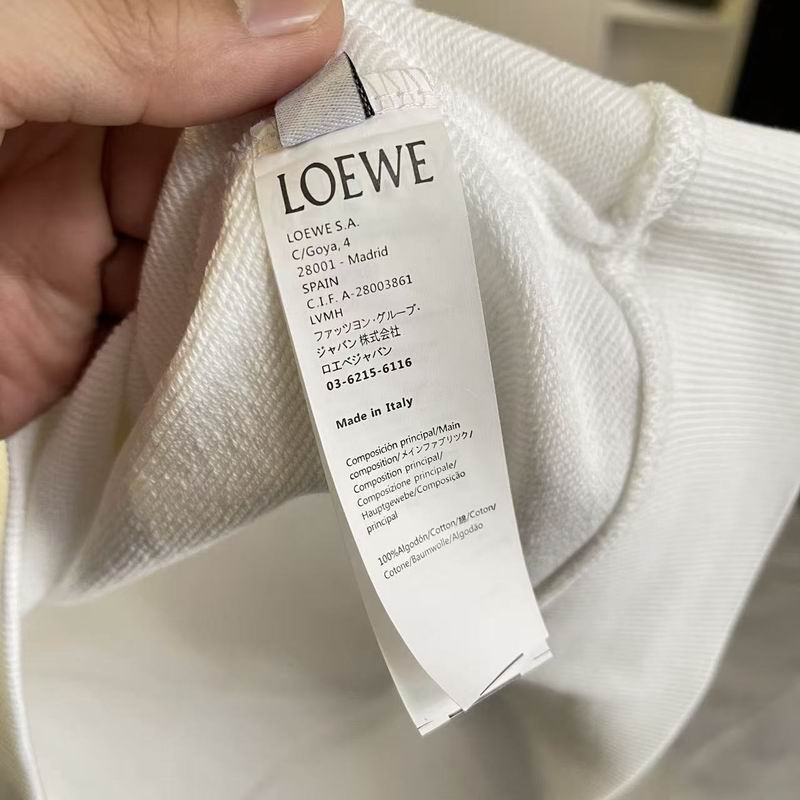 LOEWE
LOEWE S.A.
C/Goya, 4
28001 - Madrid
SPAIN
C.I.F. A-28003861
LVMH
ファッツヨン·グループ·
ジャパン株式会社
ロエベジャパン
03-6215-6116
Made in Italy
Composición principal/Main
composition/メインファブリック/
Composition principal/
Composizione principale/
Hauptgewebe/Composição
principal
100%Algodón/Cotton/綿/Coton/
Cotone/Baumwolle/Algodão